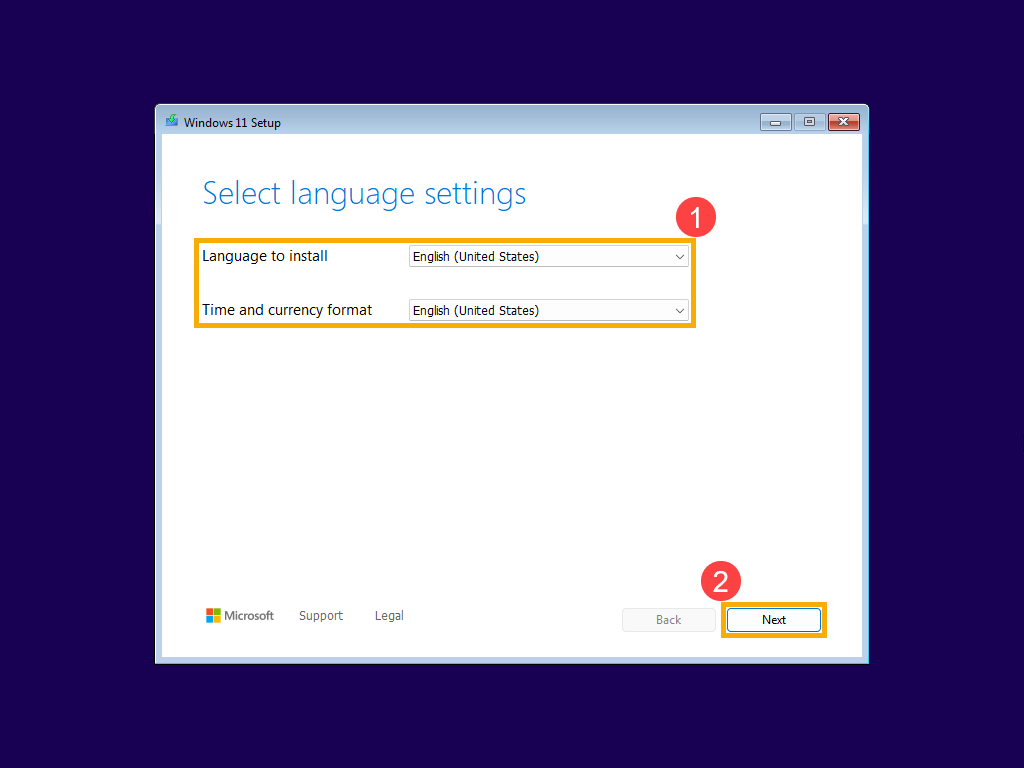 Windows 11 Setup
Select language settings
1
Language to install English (United States)
Time and currency format English (United States)
2
Microsoft Support Legal Back Next